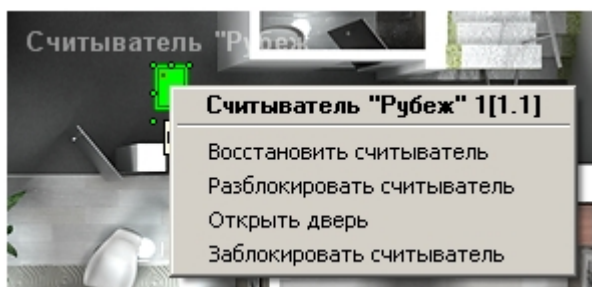 Считыватель "Рубеж
Считыватель "Рубеж" 1[1.1]
Восстановить считыватель
Разблокировать считыватель
Открыть дверь
Заблокировать считыватель